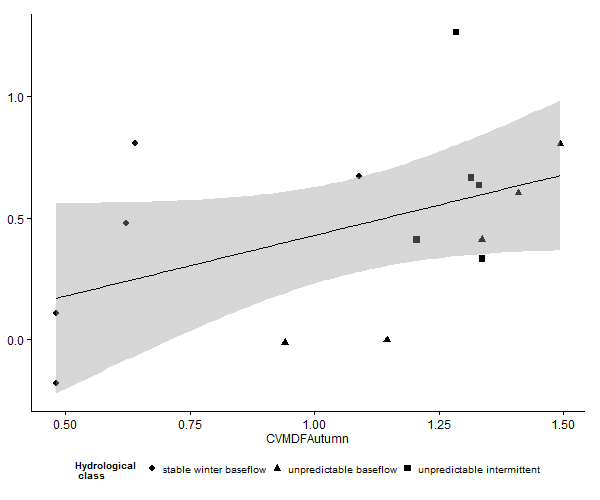 1.0
0.5
0.0
0.50 0.75 1.00 1.25 1.50
CVMDFAutumn
Hydrological
class
stable winter baseflow unpredictable baseflow unpredictable intermittent